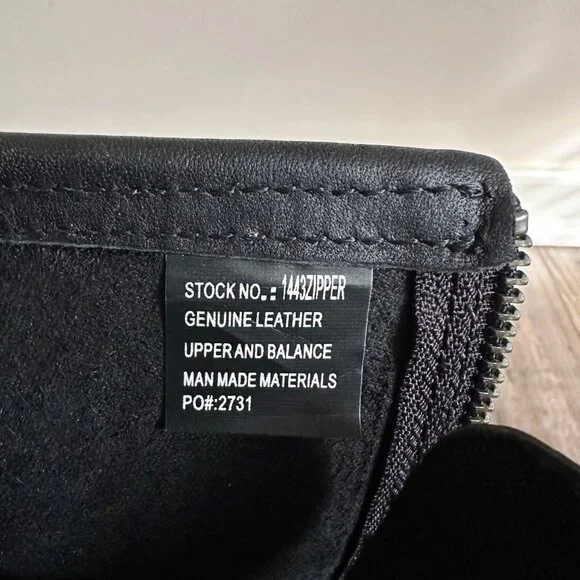 STOCK NO.: 1443ZIPPER
GENUINE LEATHER
UPPER AND BALANCE
MAN MADE MATERIALS
PO#:2731